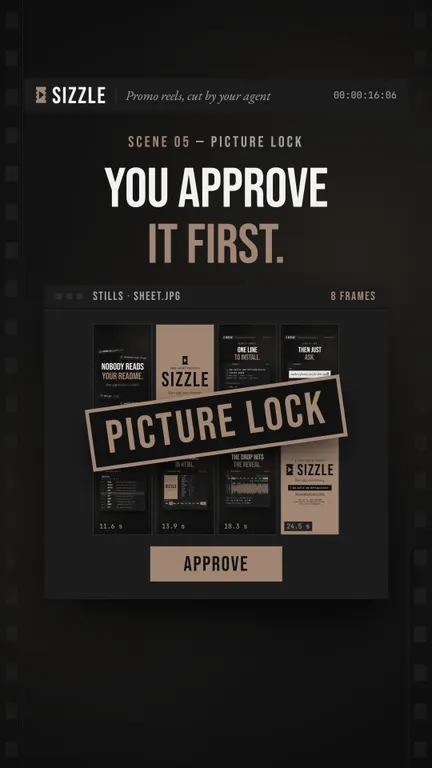 SIZZLE
Promo reels, cut by your agent
00:00:16:06
SCENE 05 — PICTURE LOCK
YOU APPROVE
IT FIRST.
STILLS · SHEET.JPG
8 FRAMES
NOBODY READS
YOUR README.
SIZZLE
ONE LINE
TO INSTALL.
THEN JUST
ASK.
PICTURE LOCK
IN HTML.
THE DROP HITS
THE REVEAL.
SIZZLE
11.6 s
13.9 s
18.3 s
24.5 s
APPROVE